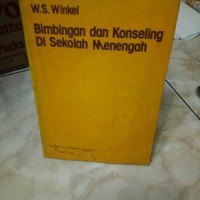 W.S. Winkel
Bimbingan dan Konseling
Di Sekolah Menengah